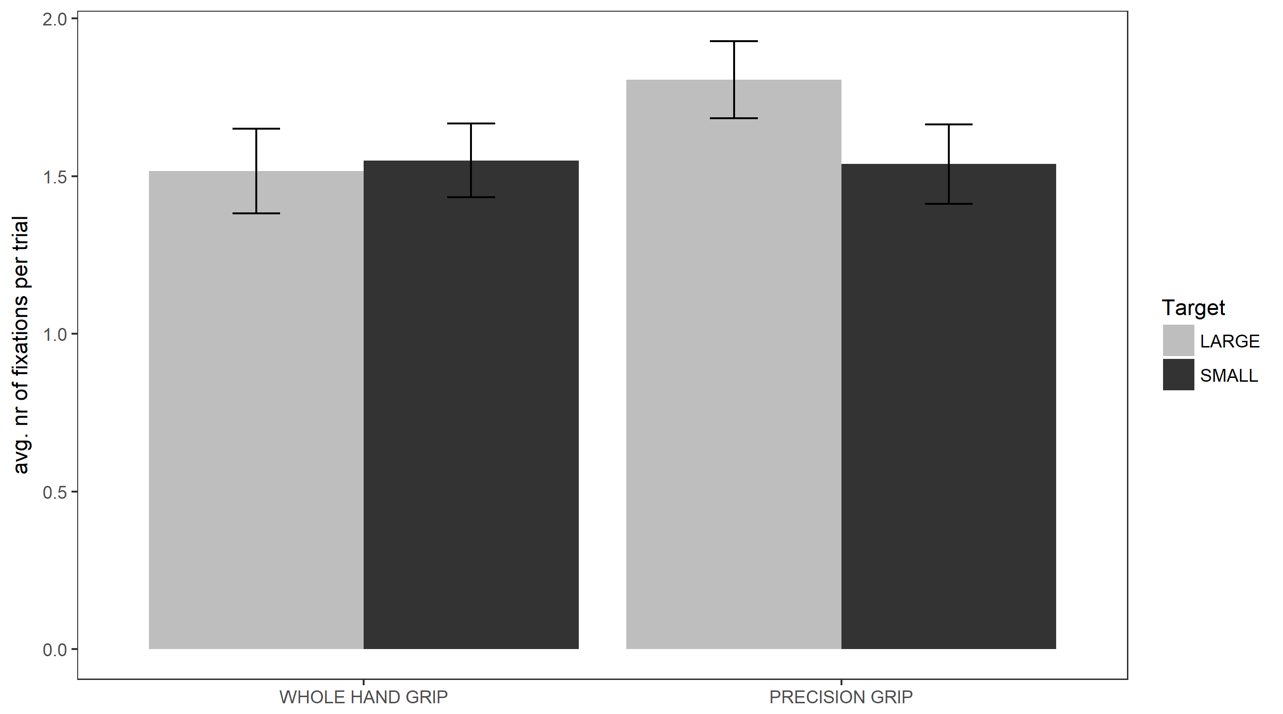 2.0
1.5
1.0
0.5
0.0
avg. nr of fixations per trial
WHOLE HAND GRIP
PRECISION GRIP
Target
LARGE
SMALL